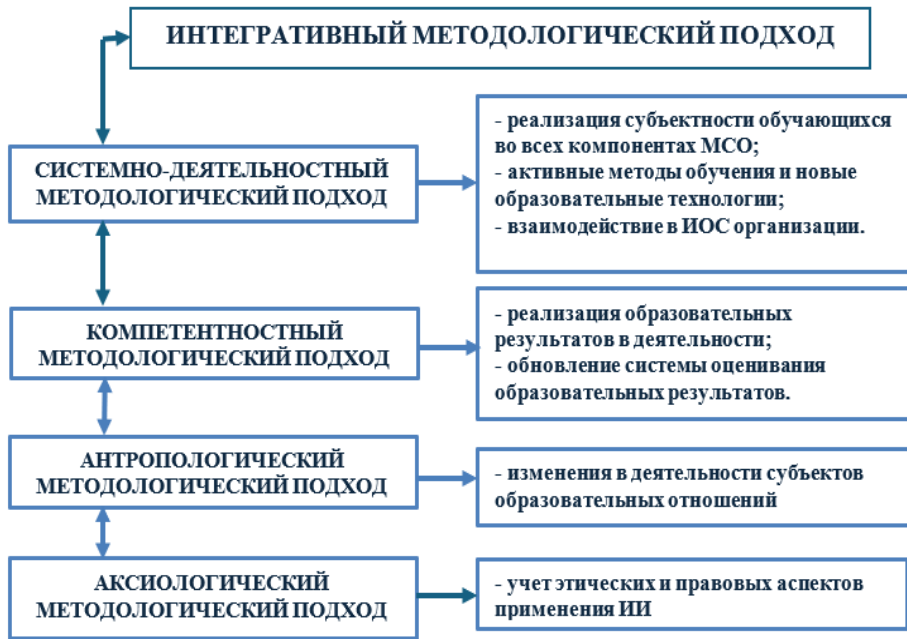 ИНТЕГРАТИВНЫЙ МЕТОДОЛОГИЧЕСКИЙ ПОДХОД
СИСТЕМНО-ДЕЯТЕЛЬНОСТНЫЙ
МЕТОДОЛОГИЧЕСКИЙ ПОДХОД
- реализация субъектности обучающихся
во всех компонентах МСО;
- активные методы обучения и новые
образовательные технологии;
- взаимодействие в ИОС организации.
КОМПЕТЕНТНОСТНЫЙ
МЕТОДОЛОГИЧЕСКИЙ ПОДХОД
- реализация образовательных
результатов в деятельности;
- обновление системы оценивания
образовательных результатов.
АНТРОПОЛОГИЧЕСКИЙ
МЕТОДОЛОГИЧЕСКИЙ ПОДХОД
- изменения в деятельности субъектов
образовательных отношений
АКСИОЛОГИЧЕСКИЙ
МЕТОДОЛОГИЧЕСКИЙ ПОДХОД
- учет этических и правовых аспектов
применения ИИ